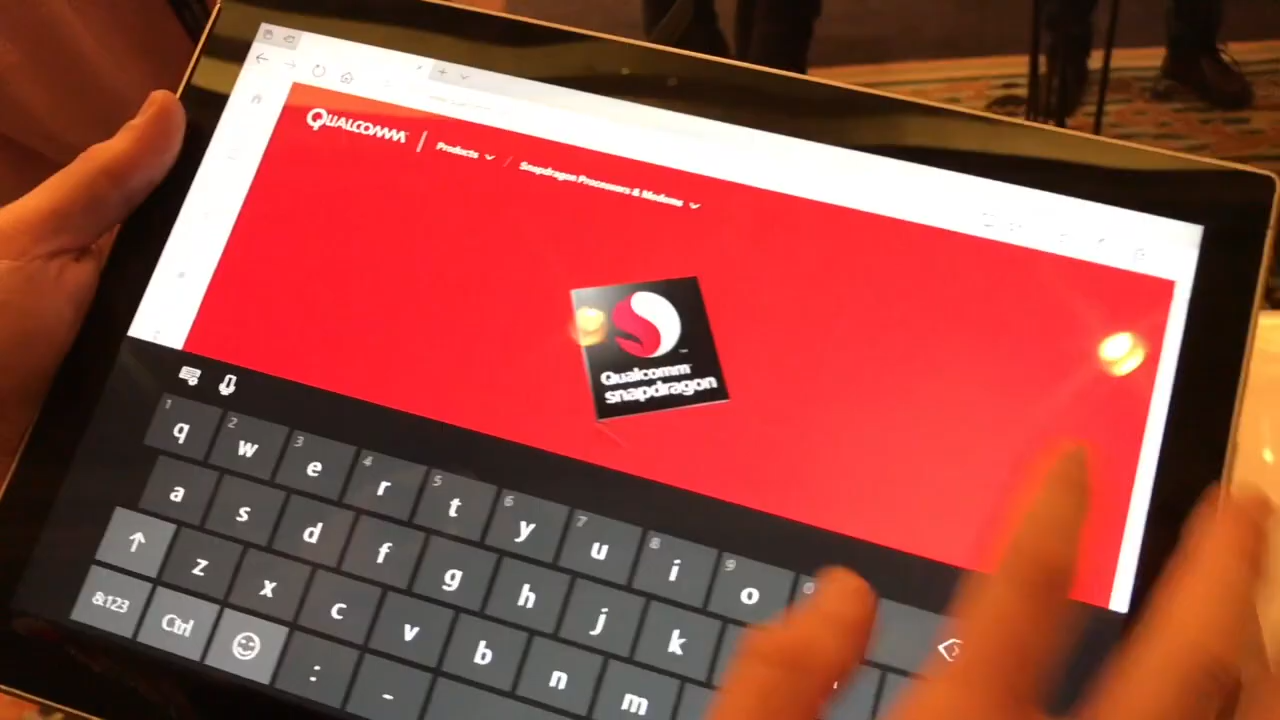 QUALCOMM Products Snapdragon Processors & Modems
Qualcomm
snapdragon
1 2 3 4 5 6 7 8 9
q w e r t y u i o
a s d f g h j k
z x c v b n m
&123 Ctrl : -